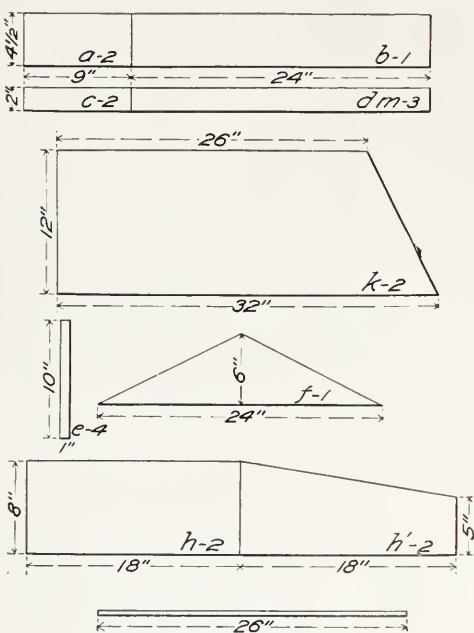 4½" a-2 b-1
9" 24"
2" c-2 dm-3
26"
12"
k-2
32"
10" 6"
f-1
e-4
24"
1"
8" 5"
h-2 h'-2
18" 18"
26"